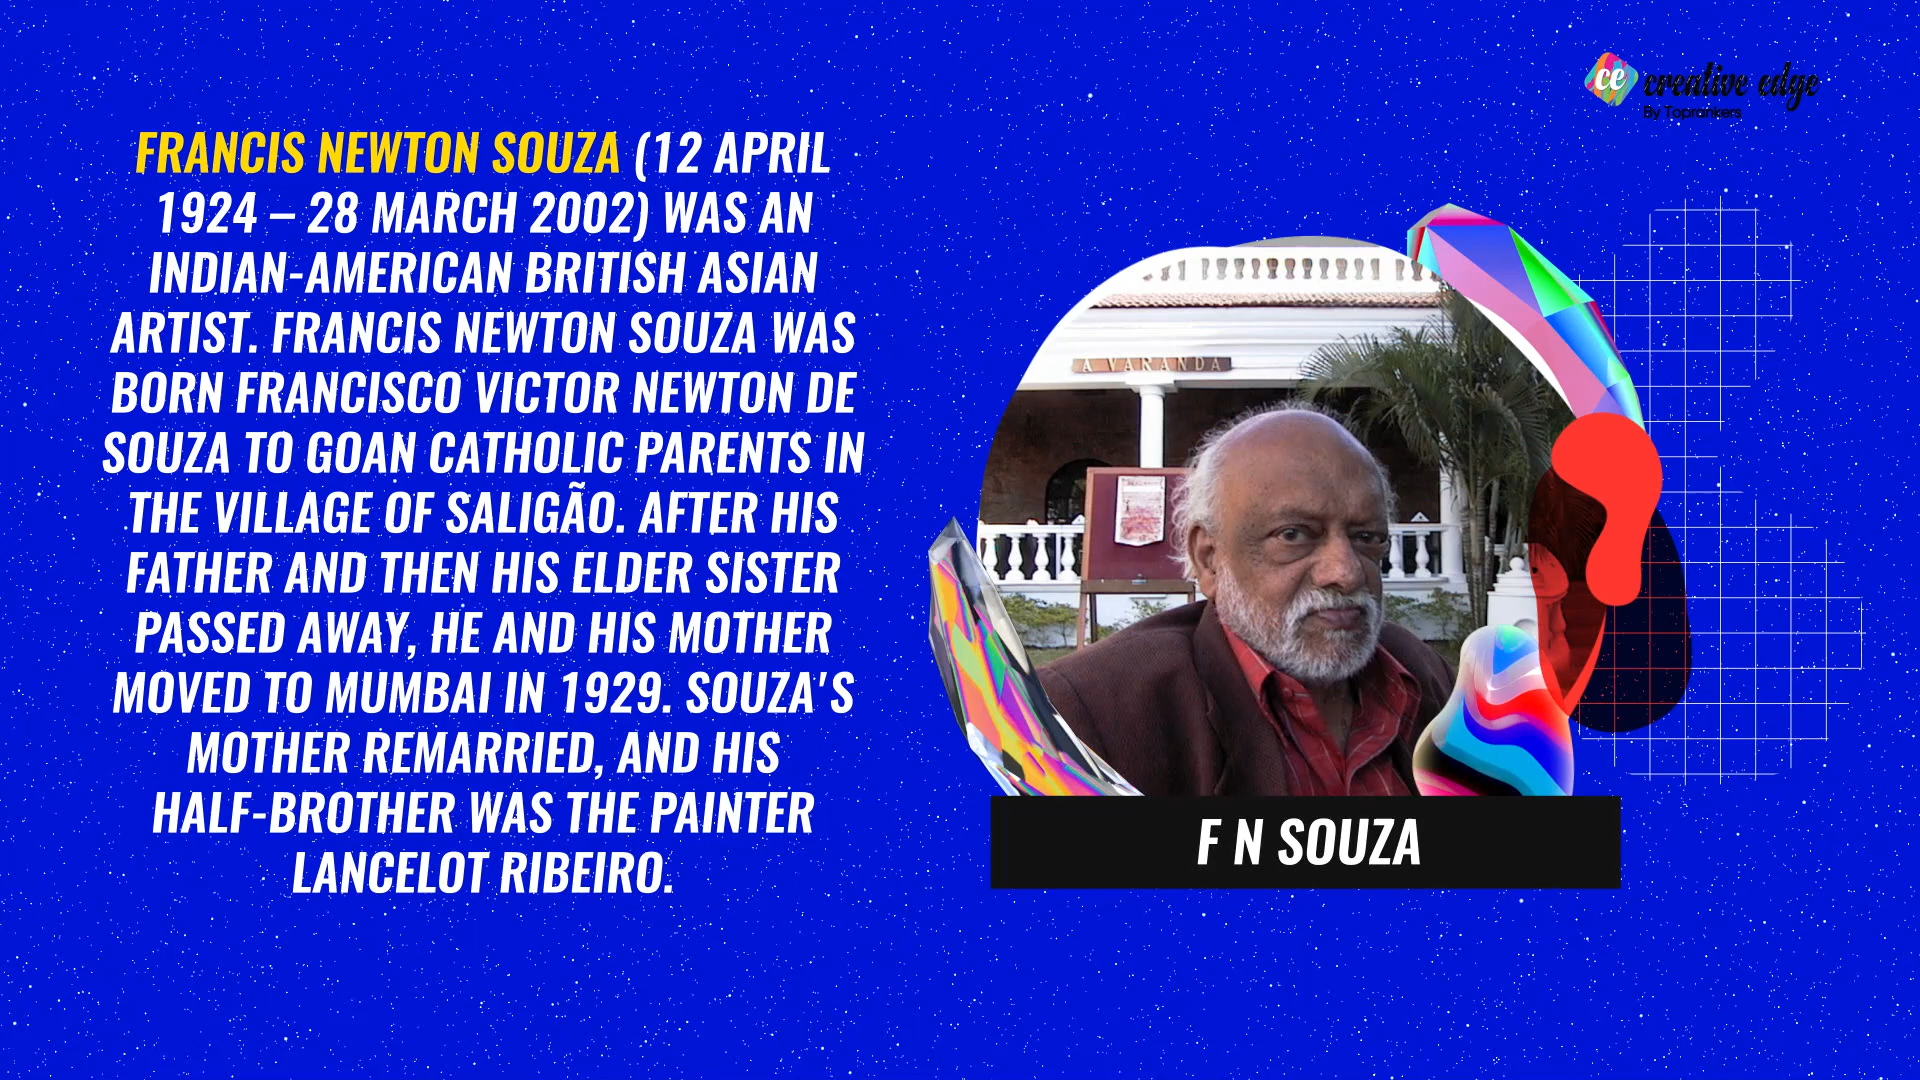 ce creative edge
By Toprankers
FRANCIS NEWTON SOUZA (12 APRIL
1924 – 28 MARCH 2002) WAS AN
INDIAN-AMERICAN BRITISH ASIAN
ARTIST. FRANCIS NEWTON SOUZA WAS
BORN FRANCISCO VICTOR NEWTON DE
SOUZA TO GOAN CATHOLIC PARENTS IN
THE VILLAGE OF SALIGÃO. AFTER HIS
FATHER AND THEN HIS ELDER SISTER
PASSED AWAY, HE AND HIS MOTHER
MOVED TO MUMBAI IN 1929. SOUZA'S
MOTHER REMARRIED, AND HIS
HALF-BROTHER WAS THE PAINTER
LANCELOT RIBEIRO.
A VARANDA
F N SOUZA